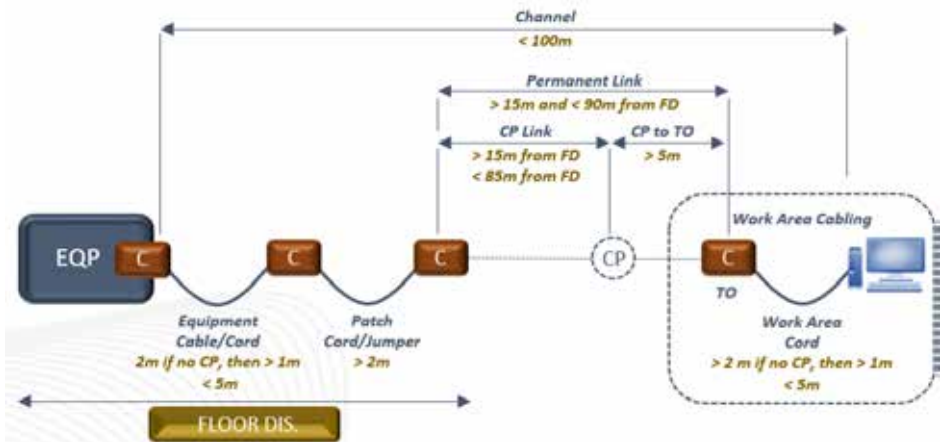 Channel
< 100m
Permanent Link
> 15m and < 90m from FD
CP Link
CP to TO
> 15m from FD
> 5m
< 85m from FD
Work Area Cabling
EQP
C
C
C
CP
C
TO
Equipment
Cable/Cord
2m if no CP, then > 1m
< 5m
Patch
Cord/Jumper
> 2m
Work Area
Cord
> 2 m if no CP, then > 1m
< 5m
FLOOR DIS.